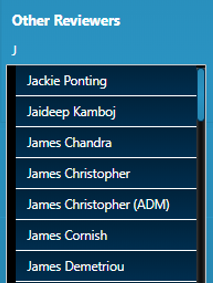 Other Reviewers
J
Jackie Ponting
Jaideep Kamboj
James Chandra
James Christopher
James Christopher (ADM)
James Cornish
James Demetriou